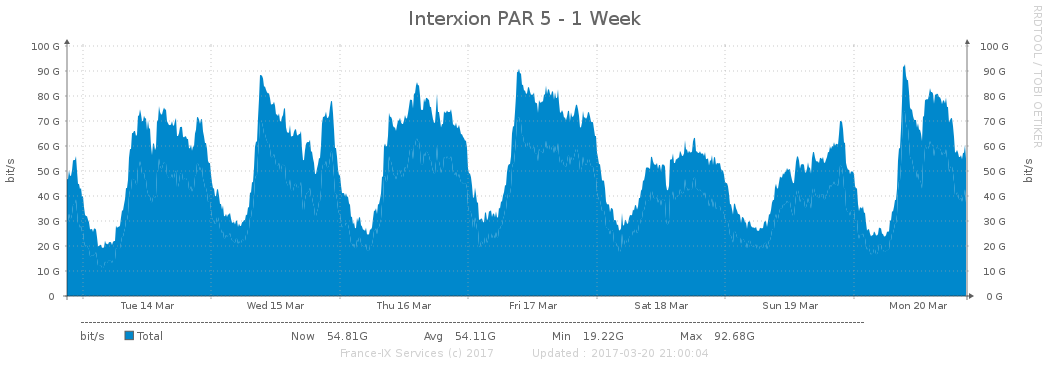 Interxion PAR 5 - 1 Week
RRDTOOL / TOBI OETIKER
100 G 100 G
90 G 90 G
80 G 80 G
70 G 70 G
60 G 60 G
50 G 50 G
40 G 40 G
30 G 30 G
20 G 20 G
10 G 10 G
0 0 G
bit/s bit/s
Tue 14 Mar Wed 15 Mar Thu 16 Mar Fri 17 Mar Sat 18 Mar Sun 19 Mar Mon 20 Mar
bit/s Total Now 54.81G Avg 54.11G Min 19.22G Max 92.68G
France-IX Services (c) 2017 Updated : 2017-03-20 21:00:04